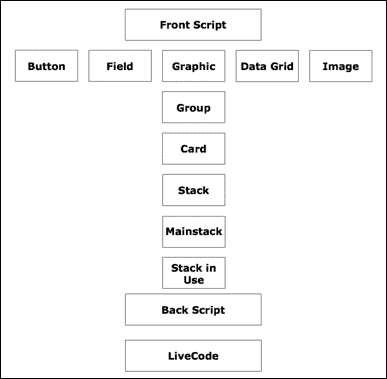 Front Script
Button Field Graphic Data Grid Image
Group
Card
Stack
Mainstack
Stack in
Use
Back Script
LiveCode